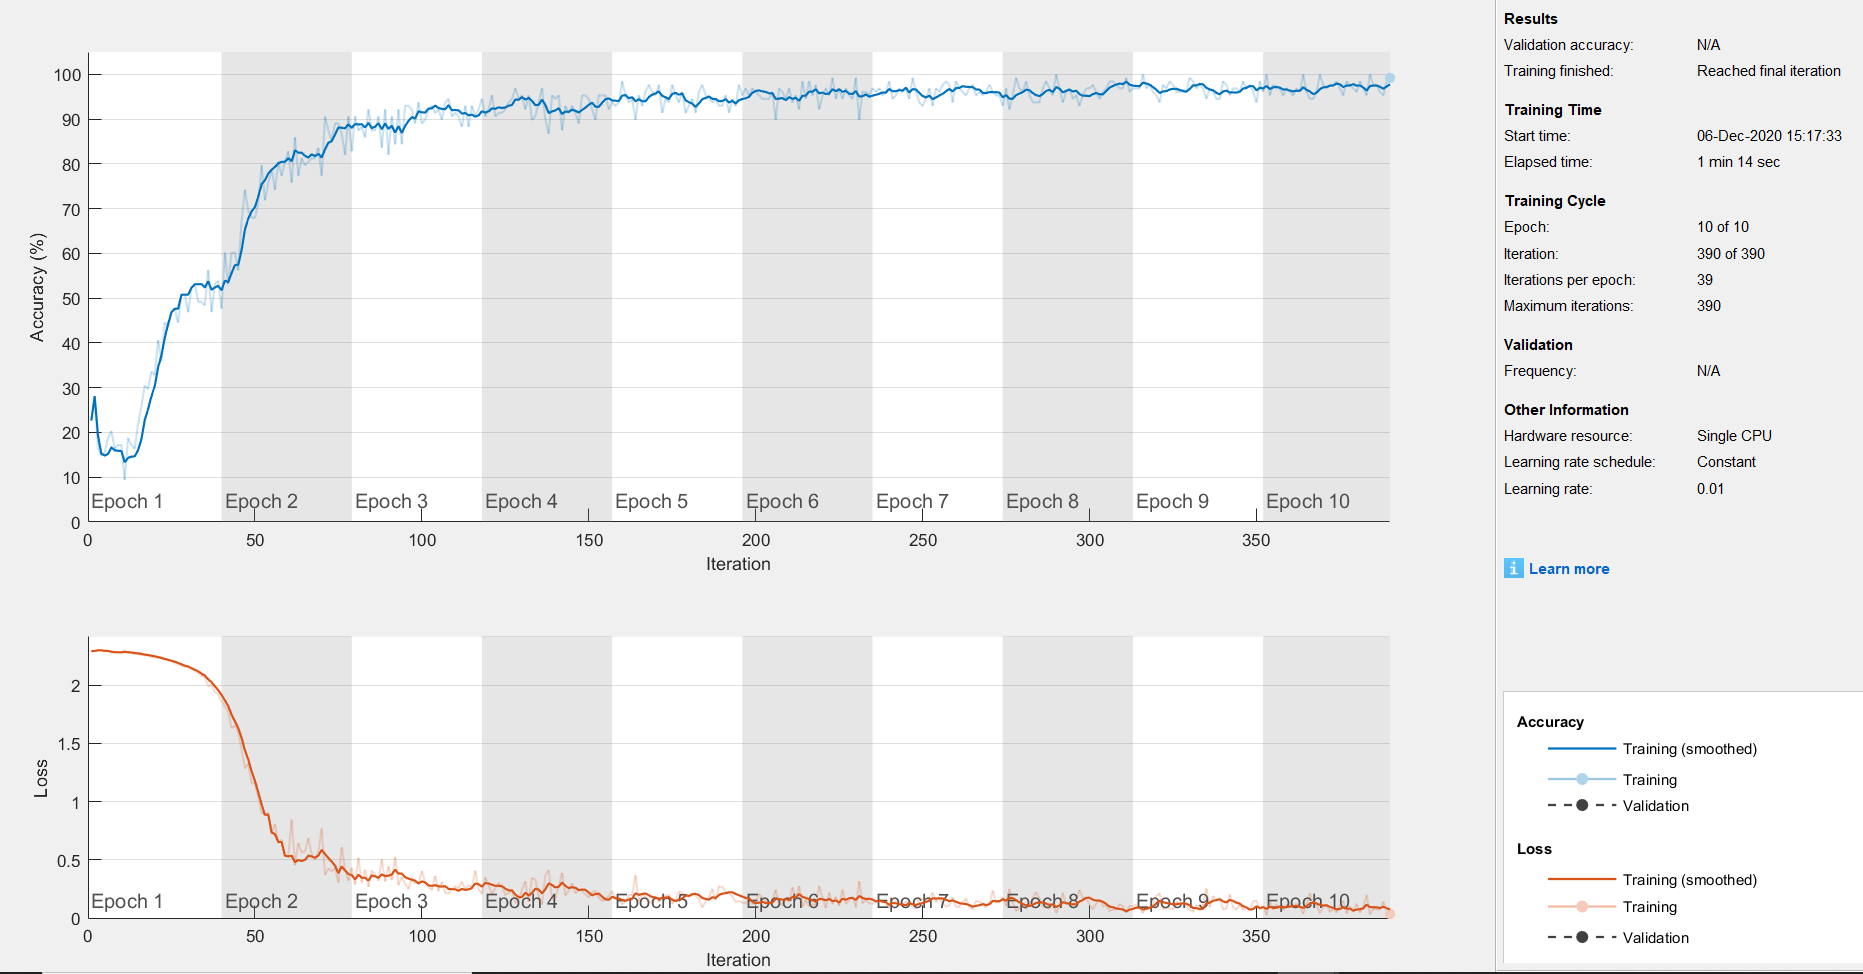 100
90
80
70
60
50
40
30
20
10
0
Accuracy (%)
Epoch 1 Epoch 2 Epoch 3 Epoch 4 Epoch 5 Epoch 6 Epoch 7 Epoch 8 Epoch 9 Epoch 10
0 50 100 150 200 250 300 350
Iteration
2
1.5
1
0.5
0
Loss
Epoch 1 Epoch 2 Epoch 3 Epoch 4 Epoch 5 Epoch 6 Epoch 7 Epoch 8 Epoch 9 Epoch 10
0 50 100 150 200 250 300 350
Iteration
Results
Validation accuracy: N/A
Training finished: Reached final iteration
Training Time
Start time: 06-Dec-2020 15:17:33
Elapsed time: 1 min 14 sec
Training Cycle
Epoch: 10 of 10
Iteration: 390 of 390
Iterations per epoch: 39
Maximum iterations: 390
Validation
Frequency: N/A
Other Information
Hardware resource: Single CPU
Learning rate schedule: Constant
Learning rate: 0.01
i Learn more
Accuracy
Training (smoothed)
Training
Validation
Loss
Training (smoothed)
Training
Validation